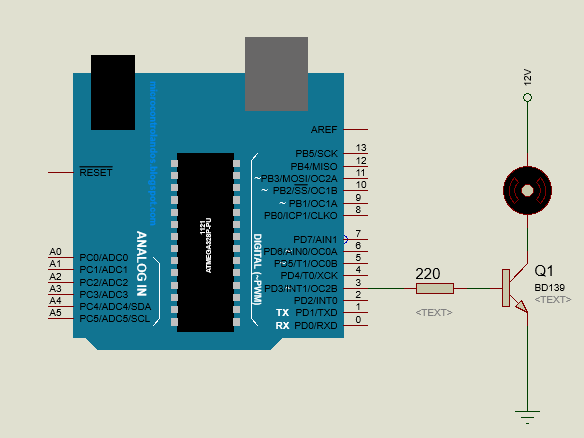 12V
microcontrolandos.blogspot.com
AREF
PB5/SCK 13
PB4/MISO 12
~PB3/MOSI/OC2A 11
~ PB2/SS/OC1B 10
~ PB1/OC1A 9
PB0/ICP1/CLKO 8
RESET
1121
ATMEGA328P-PU
DIGITAL (~PWM)
ANALOG IN
PD7/AIN1 7
~ PD6/AIN0/OC0A 6
~ PD5/T1/OC0B 5
PD4/T0/XCK 4
~ PD3/INT1/OC2B 3
PD2/INT0 2
TX PD1/TXD 1
RX PD0/RXD 0
A0 PC0/ADC0
A1 PC1/ADC1
A2 PC2/ADC2
A3 PC3/ADC3
A4 PC4/ADC4/SDA
A5 PC5/ADC5/SCL
220
<TEXT>
Q1
BD139
<TEXT>